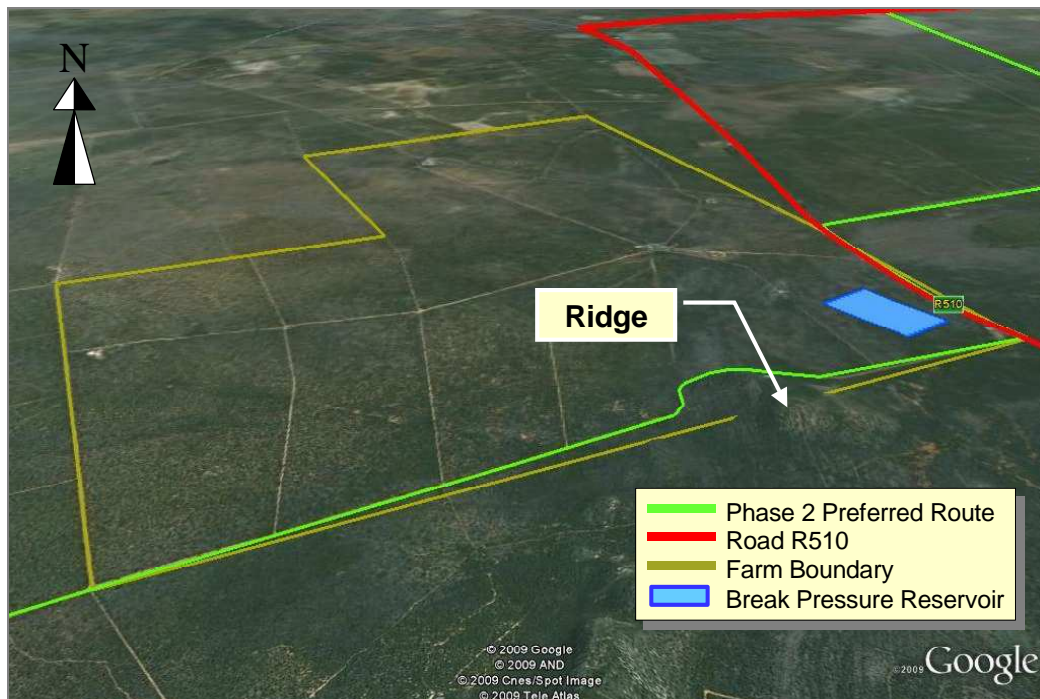 N
R510
Ridge
Phase 2 Preferred Route
Road R510
Farm Boundary
Break Pressure Reservoir
© 2009 Google
© 2009 AND
© 2009 Cnes/Spot Image
© 2009 Tele Atlas
©2009 Google